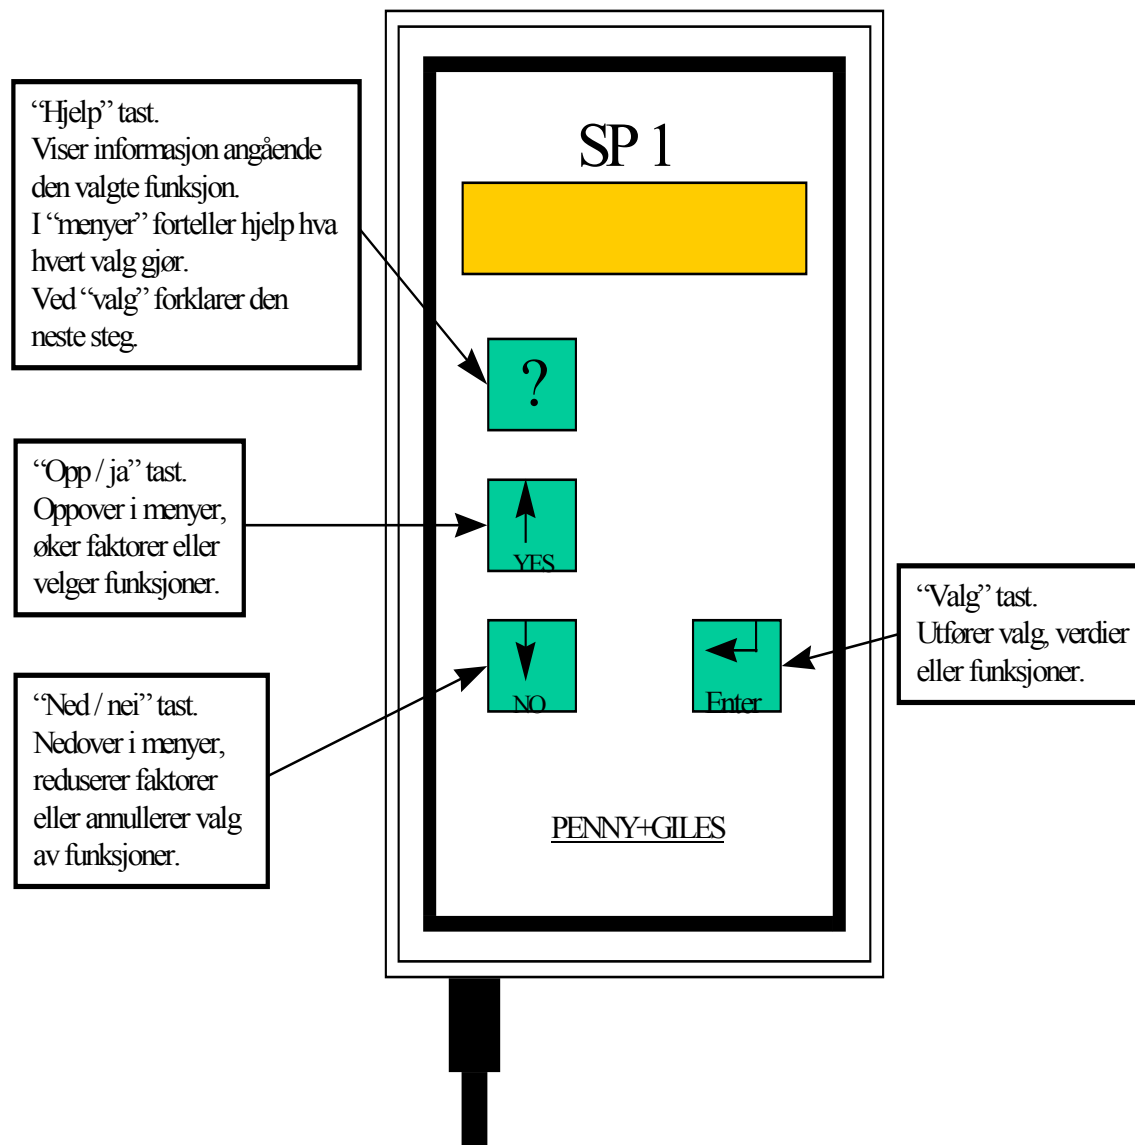 SP 1
“Hjelp” tast.
Viser informasjon angående
den valgte funksjon.
I “menyer” forteller hjelp hva
hvert valg gjør.
Ved “valg” forklarer den
neste steg.
?
“Opp / ja” tast.
Oppover i menyer,
øker faktorer eller
velger funksjoner.
YES
“Valg” tast.
Utfører valg, verdier
eller funksjoner.
“Ned / nei” tast.
Nedover i menyer,
reduserer faktorer
eller annullerer valg
av funksjoner.
NO
Enter
PENNY+GILES